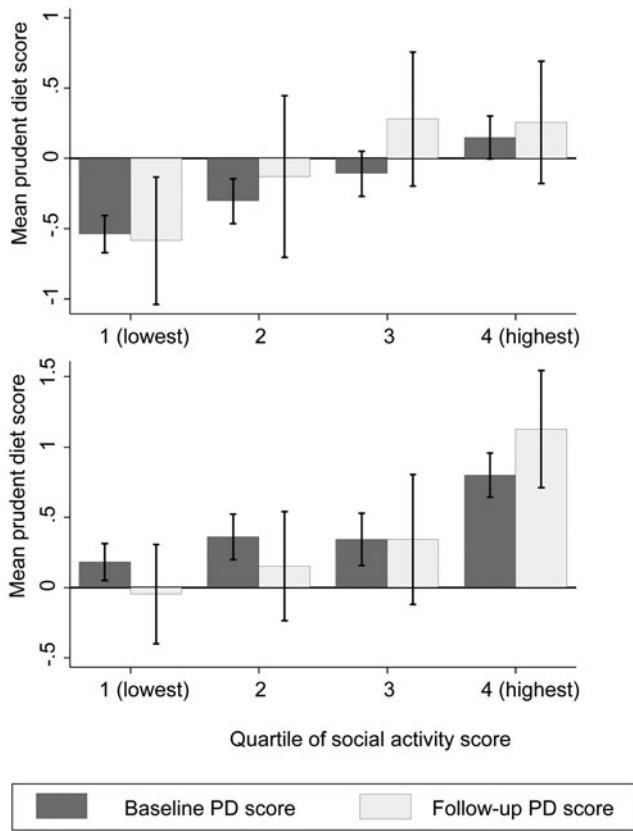 Mean prudent diet score
1
.5
0
-.5
-1
1 (lowest)
2
3
4 (highest)
Mean prudent diet score
1.5
1
.5
0
-.5
1 (lowest)
2
3
4 (highest)
Quartile of social activity score
Baseline PD score
Follow-up PD score